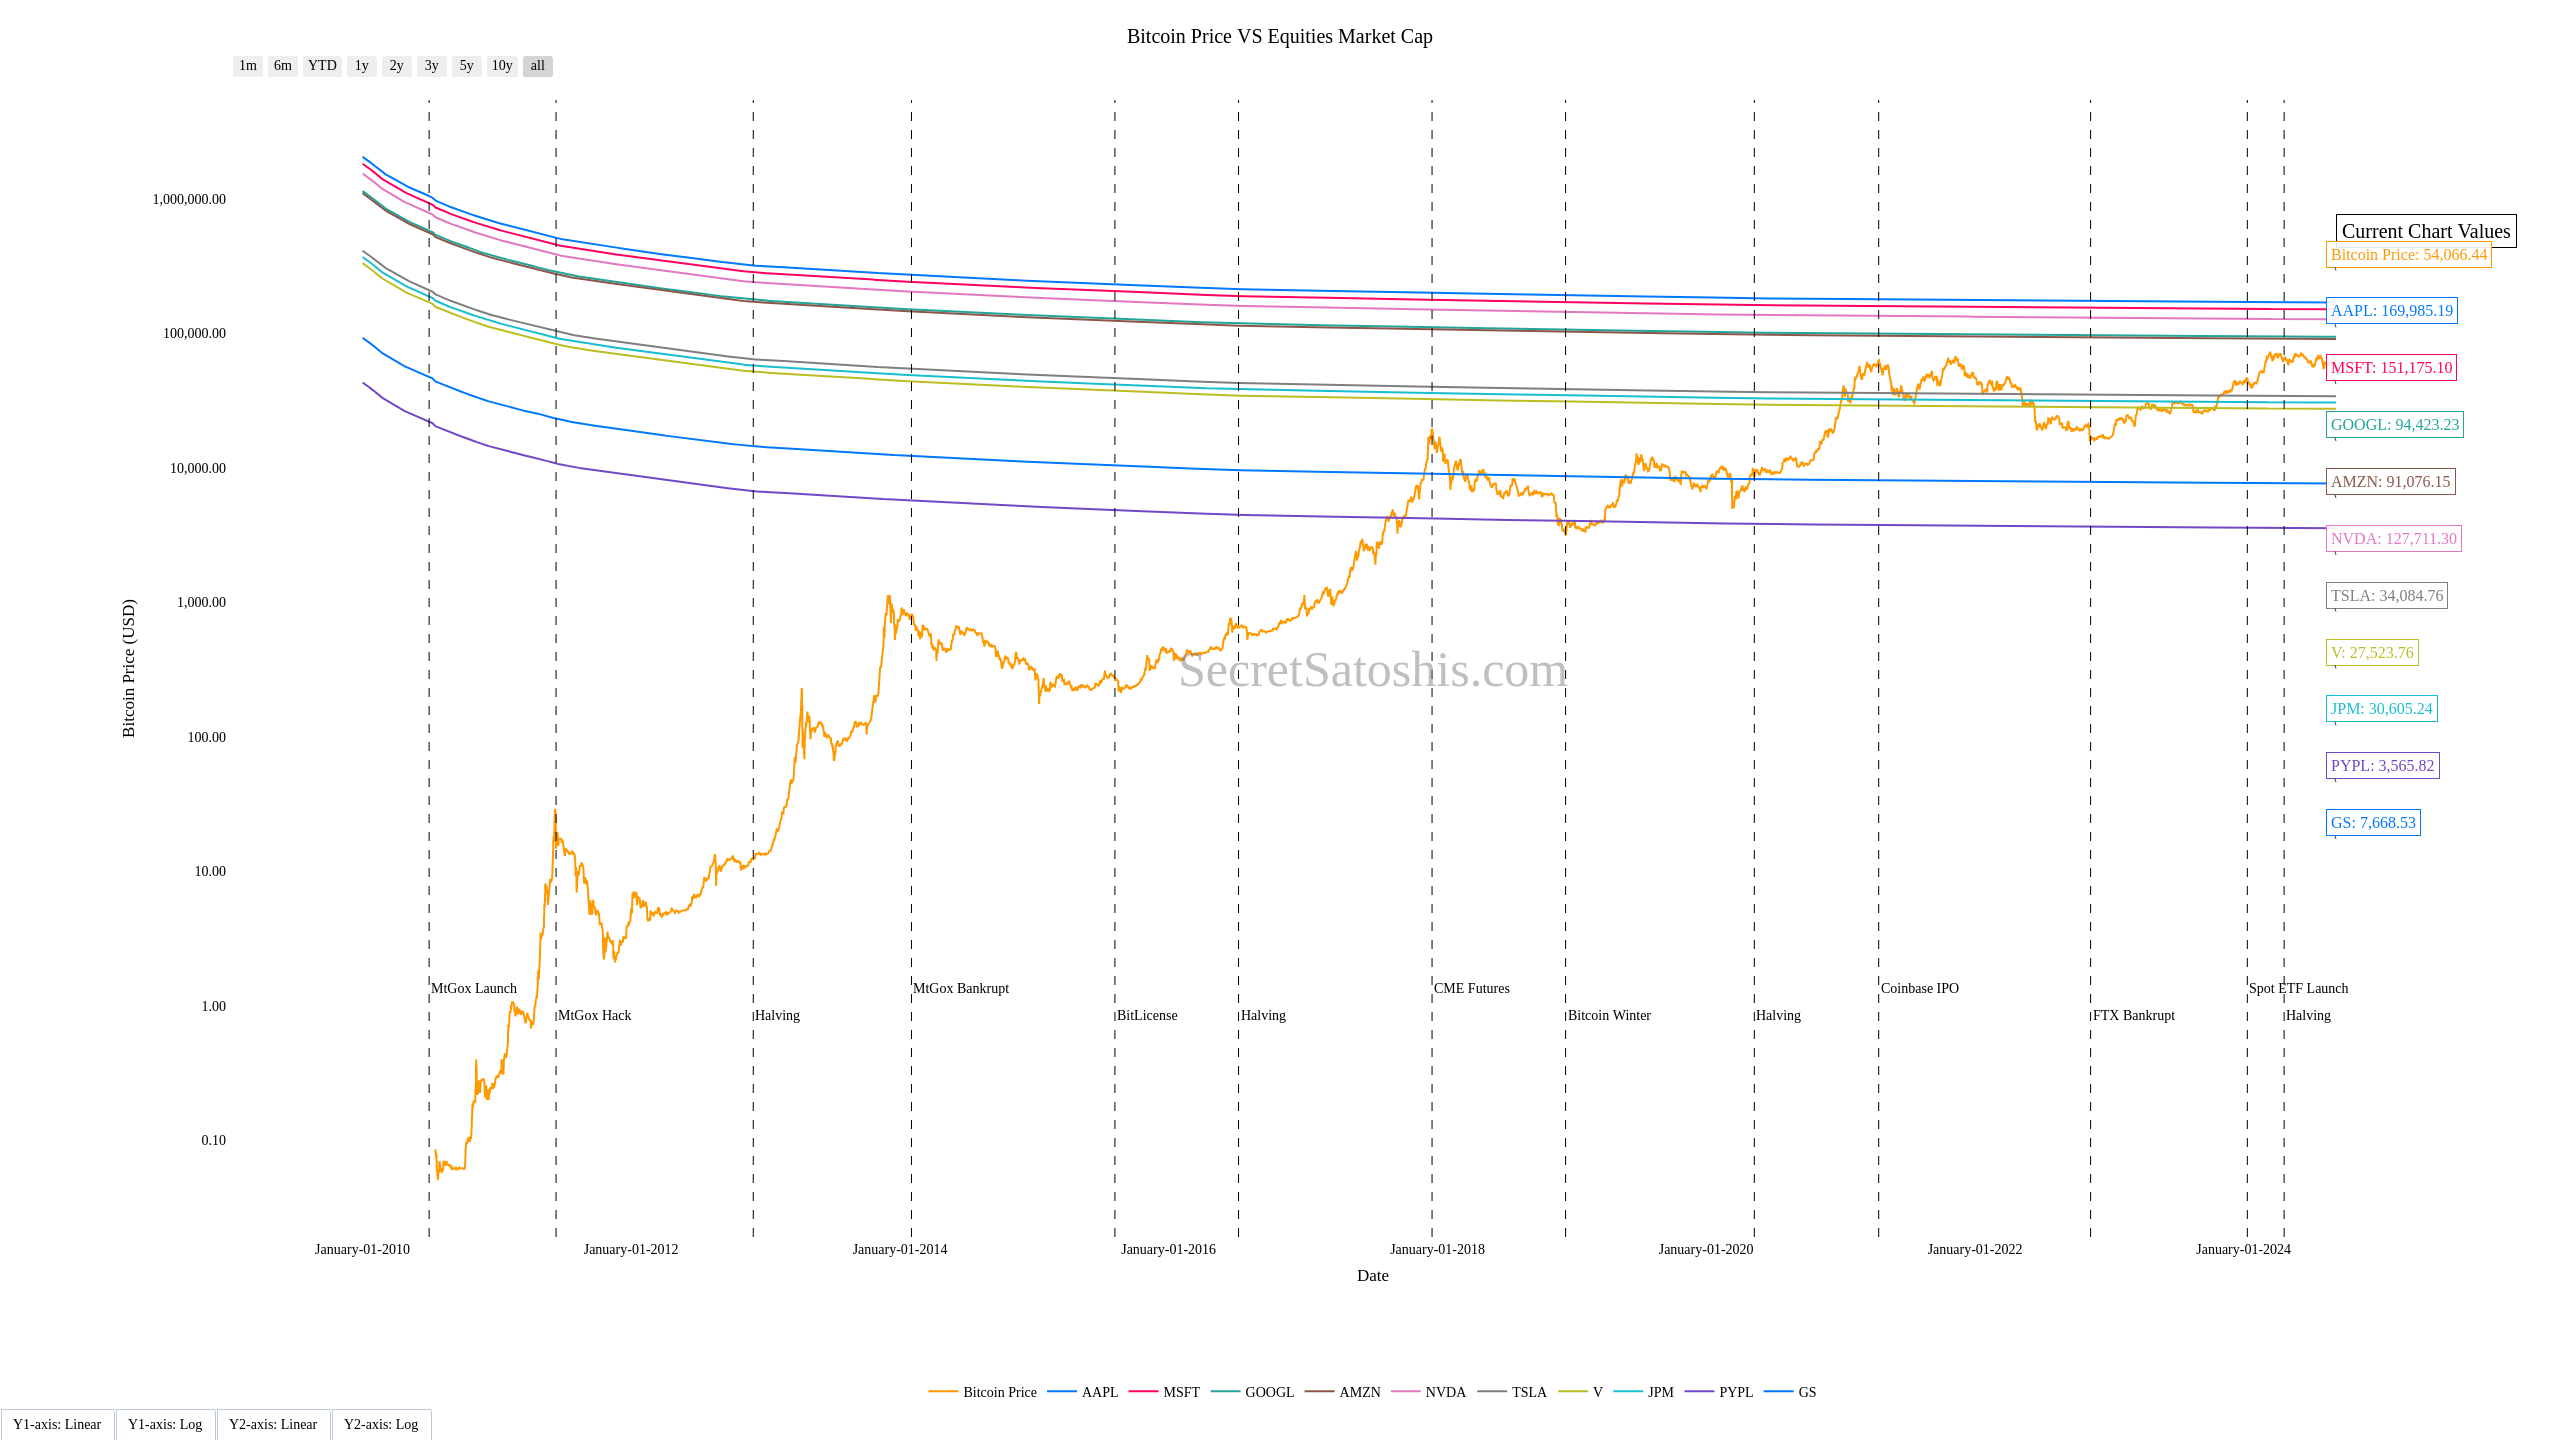 Bitcoin Price VS Equities Market Cap
1m 6m YTD 1y 2y 3y 5y 10y all
1,000,000.00
100,000.00
10,000.00
1,000.00
100.00
10.00
1.00
0.10
Bitcoin Price (USD)
Current Chart Values
Bitcoin Price: 54,066.44
AAPL: 169,985.19
MSFT: 151,175.10
GOOGL: 94,423.23
AMZN: 91,076.15
NVDA: 127,711.30
TSLA: 34,084.76
V: 27,523.76
JPM: 30,605.24
PYPL: 3,565.82
GS: 7,668.53
SecretSatoshis.com
MtGox Launch
MtGox Hack
Halving
MtGox Bankrupt
BitLicense
Halving
CME Futures
Bitcoin Winter
Halving
Coinbase IPO
FTX Bankrupt
Spot ETF Launch
Halving
January-01-2010 January-01-2012 January-01-2014 January-01-2016 January-01-2018 January-01-2020 January-01-2022 January-01-2024
Date
Bitcoin Price AAPL MSFT GOOGL AMZN NVDA TSLA V JPM PYPL GS
Y1-axis: Linear Y1-axis: Log Y2-axis: Linear Y2-axis: Log